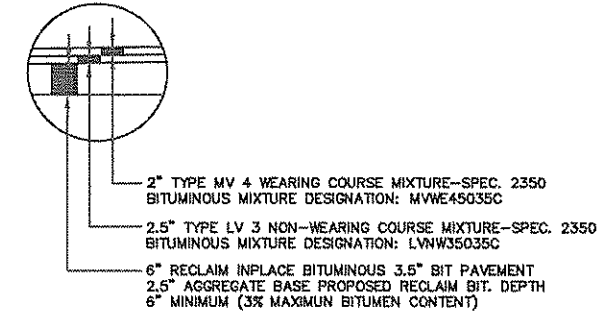 2" TYPE MV 4 WEARING COURSE MIXTURE-SPEC. 2350
BITUMINOUS MIXTURE DESIGNATION: MVWE45035C
2.5" TYPE LV 3 NON-WEARING COURSE MIXTURE-SPEC. 2350
BITUMINOUS MIXTURE DESIGNATION: LVNW35035C
6" RECLAIM INPLACE BITUMINOUS 3.5" BIT PAVEMENT
2.5" AGGREGATE BASE PROPOSED RECLAIM BIT. DEPTH
6" MINIMUM (3% MAXIMUN BITUMEN CONTENT)